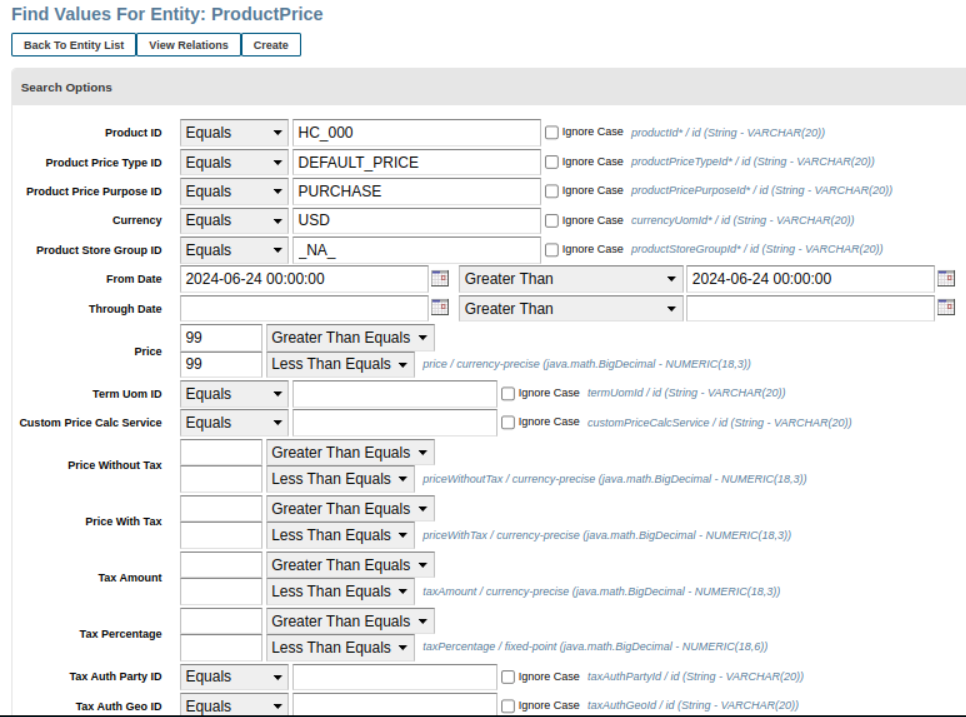 Find Values For Entity: ProductPrice
Back To Entity List View Relations Create
Search Options
Product ID Equals HC_000 Ignore Case productId* / id (String - VARCHAR(20))
Product Price Type ID Equals DEFAULT_PRICE Ignore Case productPriceTypeId* / id (String - VARCHAR(20))
Product Price Purpose ID Equals PURCHASE Ignore Case productPricePurposeId* / id (String - VARCHAR(20))
Currency Equals USD Ignore Case currencyUomId* / id (String - VARCHAR(20))
Product Store Group ID Equals _NA_ Ignore Case productStoreGroupId* / id (String - VARCHAR(20))
From Date 2024-06-24 00:00:00 Greater Than 2024-06-24 00:00:00
Through Date Greater Than
Price 99 Greater Than Equals
99 Less Than Equals price / currency-precise (java.math.BigDecimal - NUMERIC(18,3))
Term Uom ID Equals Ignore Case termUomId / id (String - VARCHAR(20))
Custom Price Calc Service Equals Ignore Case customPriceCalcService / id (String - VARCHAR(20))
Price Without Tax Greater Than Equals
Less Than Equals priceWithoutTax / currency-precise (java.math.BigDecimal - NUMERIC(18,3))
Price With Tax Greater Than Equals
Less Than Equals priceWithTax / currency-precise (java.math.BigDecimal - NUMERIC(18,3))
Tax Amount Greater Than Equals
Less Than Equals taxAmount / currency-precise (java.math.BigDecimal - NUMERIC(18,3))
Tax Percentage Greater Than Equals
Less Than Equals taxPercentage / fixed-point (java.math.BigDecimal - NUMERIC(18,6))
Tax Auth Party ID Equals Ignore Case taxAuthPartyId / id (String - VARCHAR(20))
Tax Auth Geo ID Equals Ignore Case taxAuthGeoId / id (String - VARCHAR(20))